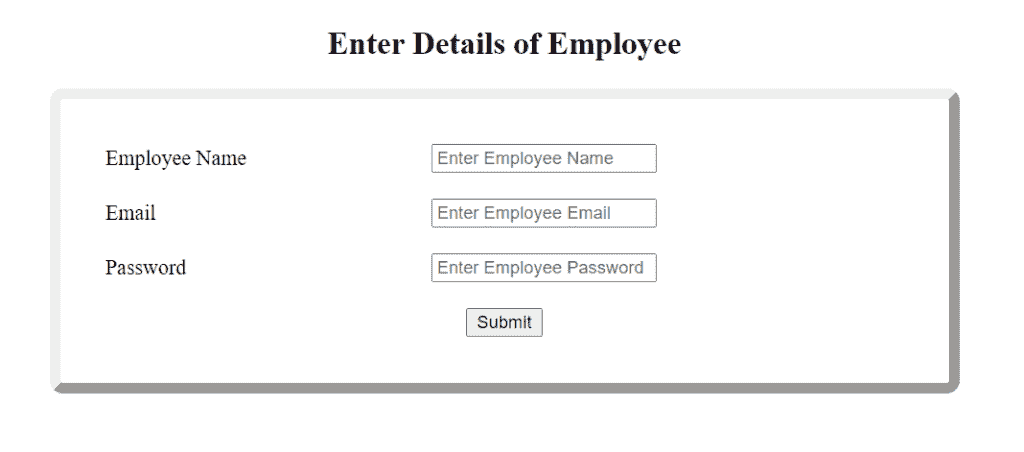 Enter Details of Employee
Employee Name Enter Employee Name
Email Enter Employee Email
Password Enter Employee Password
Submit